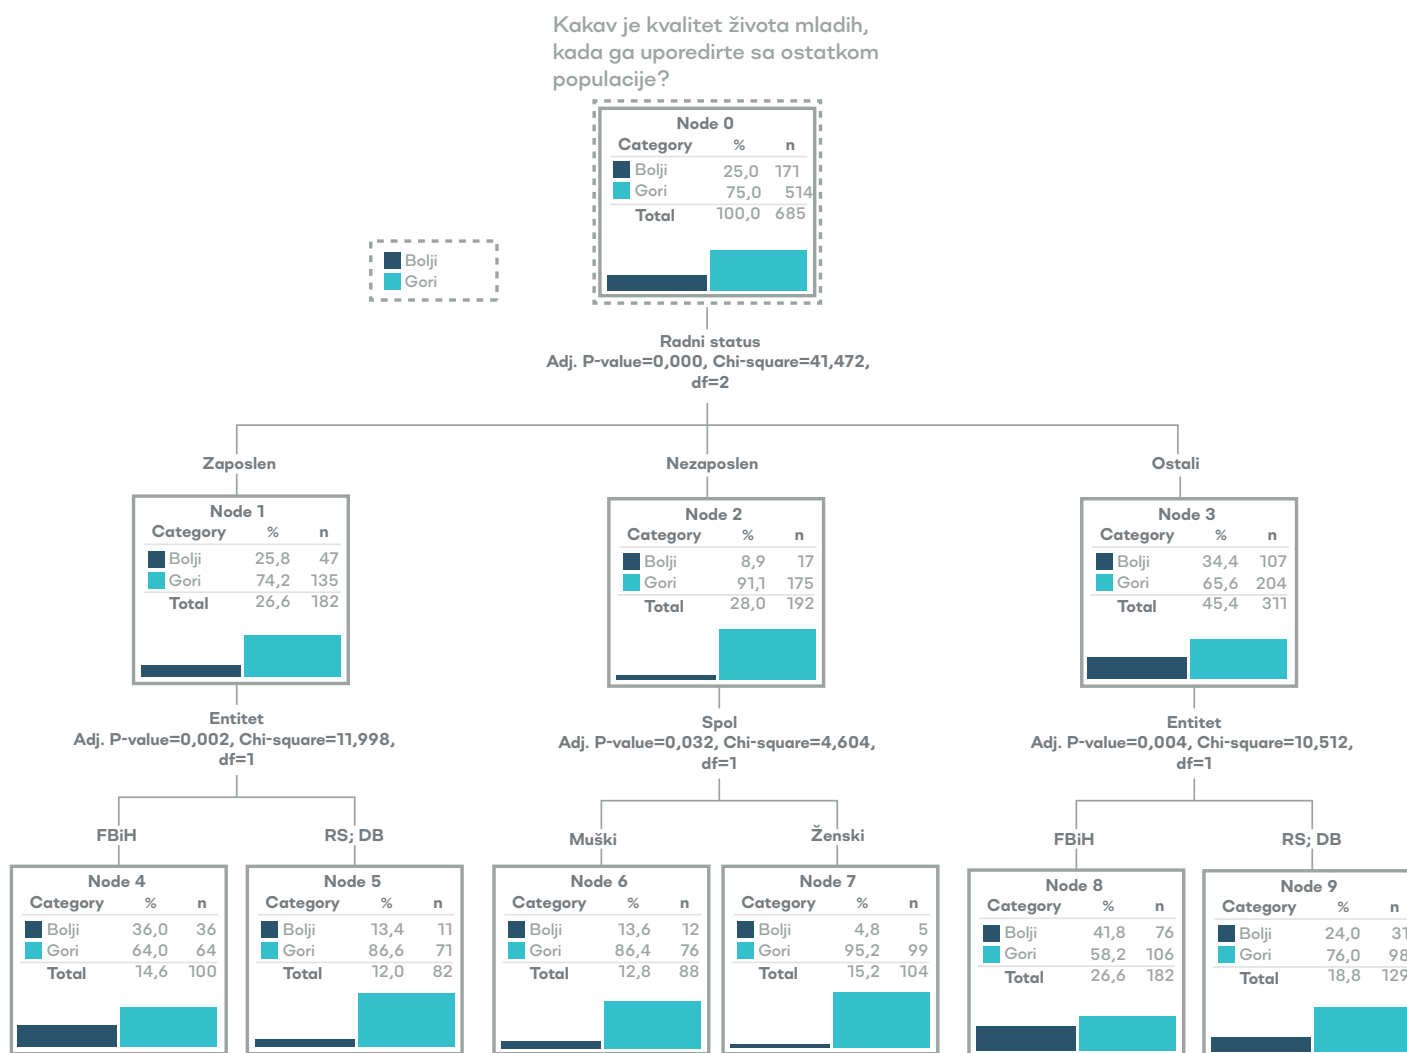 Kakav je kvalitet života mladih,
kada ga uporedirte sa ostatkom
populacije?
Node 0
Category % n
Bolji 25,0 171
Gori 75,0 514
Total 100,0 685
Bolji
Gori
Radni status
Adj. P-value=0,000, Chi-square=41,472,
df=2
Zaposlen
Node 1
Category % n
Bolji 25,8 47
Gori 74,2 135
Total 26,6 182
Nezaposlen
Node 2
Category % n
Bolji 8,9 17
Gori 91,1 175
Total 28,0 192
Ostali
Node 3
Category % n
Bolji 34,4 107
Gori 65,6 204
Total 45,4 311
Entitet
Adj. P-value=0,002, Chi-square=11,998,
df=1
Spol
Adj. P-value=0,032, Chi-square=4,604,
df=1
Entitet
Adj. P-value=0,004, Chi-square=10,512,
df=1
FBiH
Node 4
Category % n
Bolji 36,0 36
Gori 64,0 64
Total 14,6 100
RS; DB
Node 5
Category % n
Bolji 13,4 11
Gori 86,6 71
Total 12,0 82
Muški
Node 6
Category % n
Bolji 13,6 12
Gori 86,4 76
Total 12,8 88
Ženski
Node 7
Category % n
Bolji 4,8 5
Gori 95,2 99
Total 15,2 104
FBiH
Node 8
Category % n
Bolji 41,8 76
Gori 58,2 106
Total 26,6 182
RS; DB
Node 9
Category % n
Bolji 24,0 31
Gori 76,0 98
Total 18,8 129